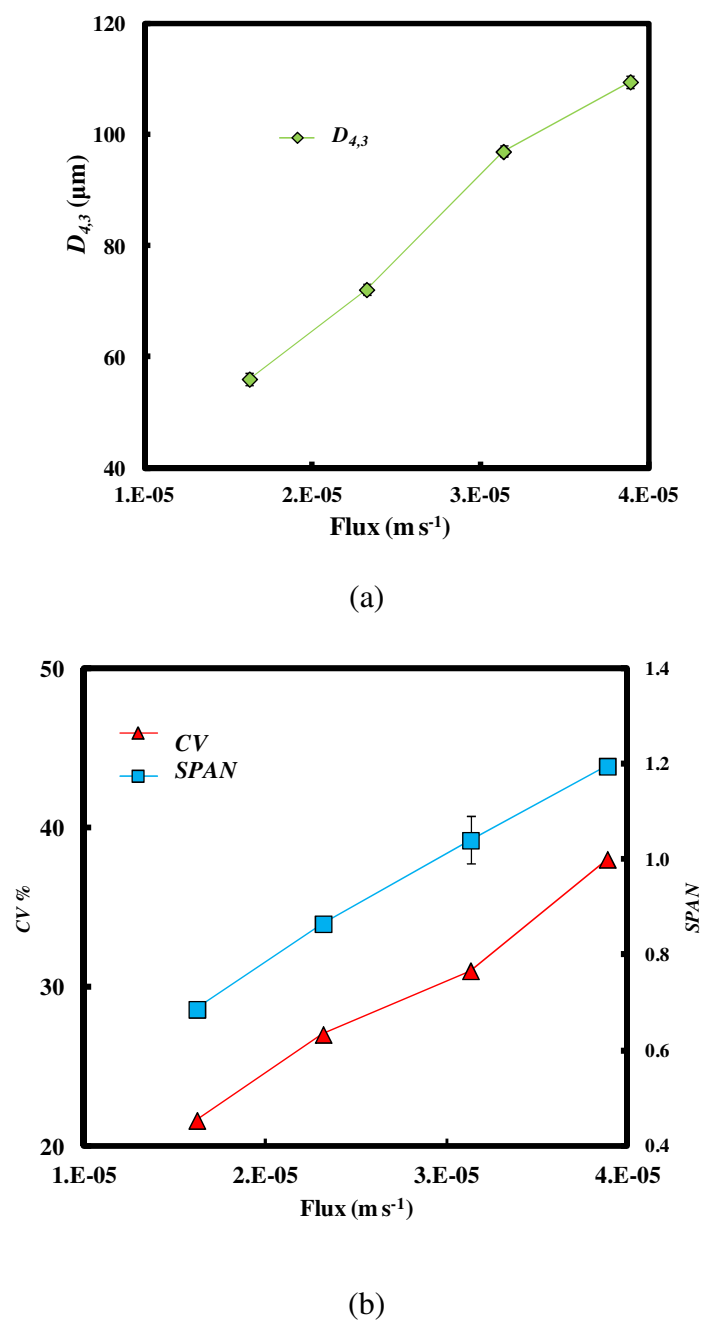 120
100
80
60
40
D4,3 (μm)
D4,3
1.E-05 2.E-05 3.E-05 4.E-05
Flux (m s-1)
(a)
50
40
30
20
CV %
CV
SPAN
1.4
1.2
1.0
0.8
0.6
0.4
SPAN
1.E-05 2.E-05 3.E-05 4.E-05
Flux (m s-1)
(b)